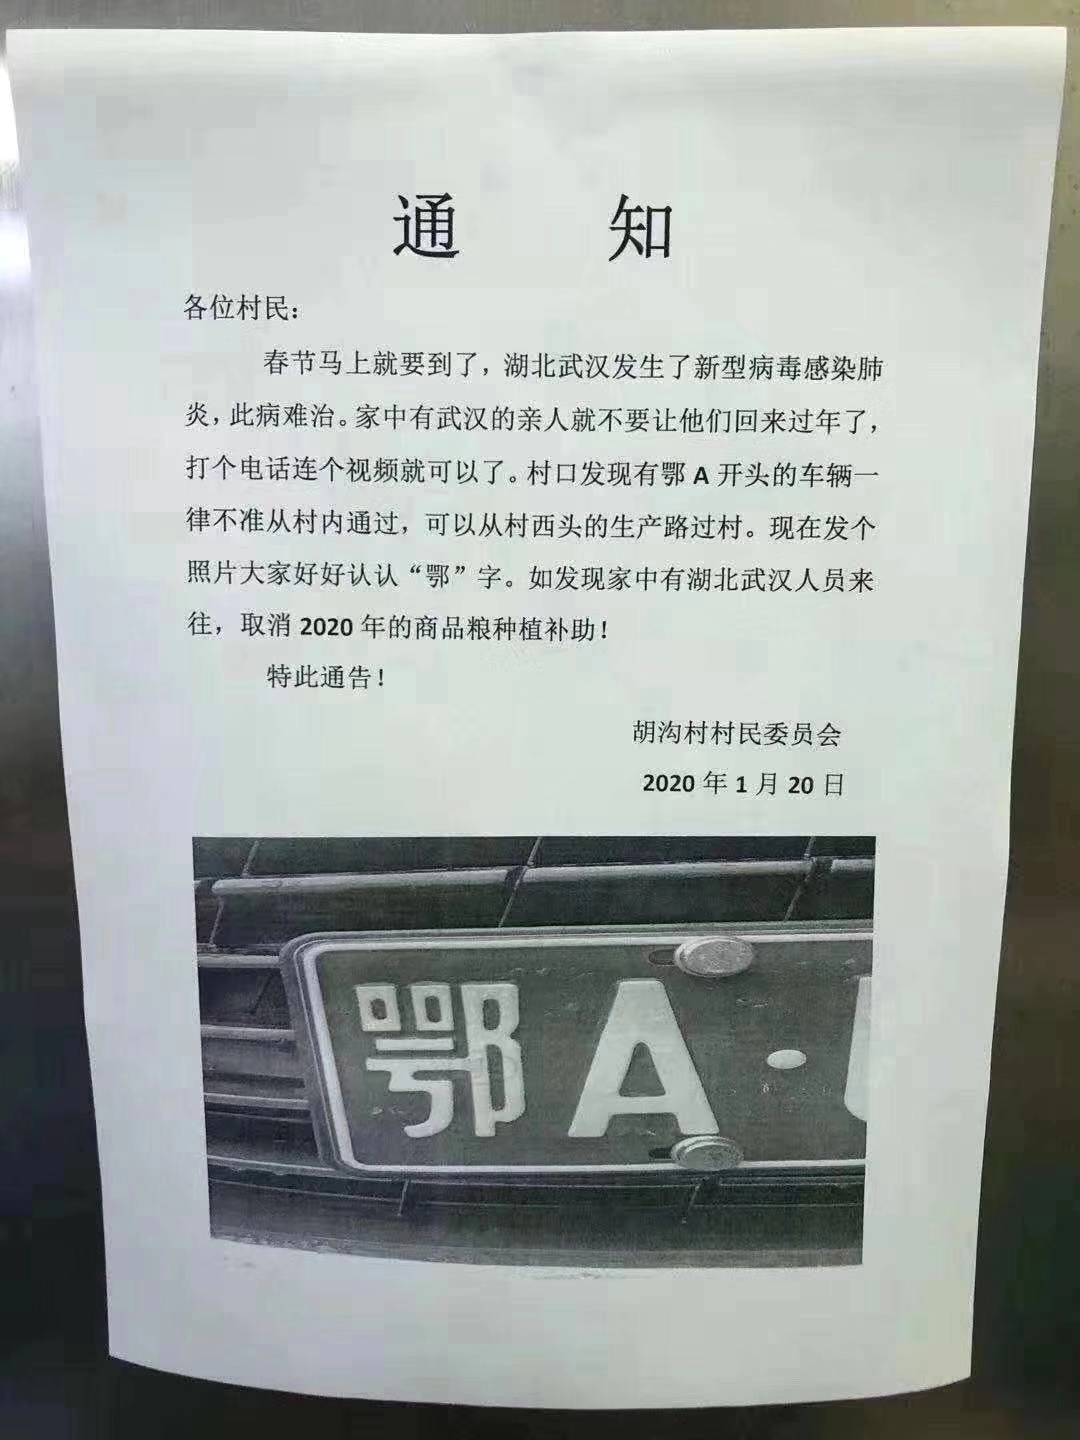 通 知
各位村民：
春节马上就要到了，湖北武汉发生了新型病毒感染肺
炎，此病难治。家中有武汉的亲人就不要让他们回来过年了，
打个电话连个视频就可以了。村口发现有鄂 A 开头的车辆一
律不准从村内通过，可以从村西头的生产路过村。现在发个
照片大家好好认认“鄂”字。如发现家中有湖北武汉人员来
往，取消 2020 年的商品粮种植补助！
特此通告！
胡沟村村民委员会
2020 年 1 月 20 日
鄂A·